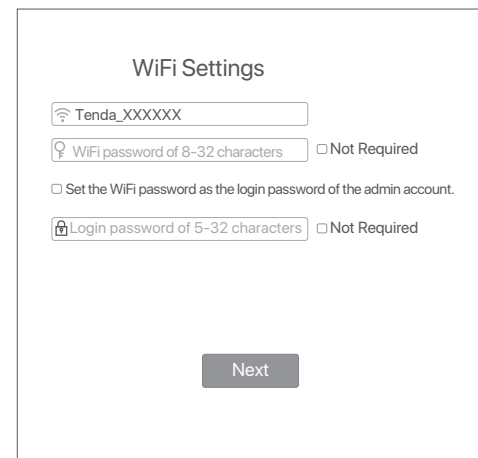 WiFi Settings
Tenda_XXXXXX
WiFi password of 8-32 characters Not Required
Set the WiFi password as the login password of the admin account.
Login password of 5-32 characters Not Required
Next